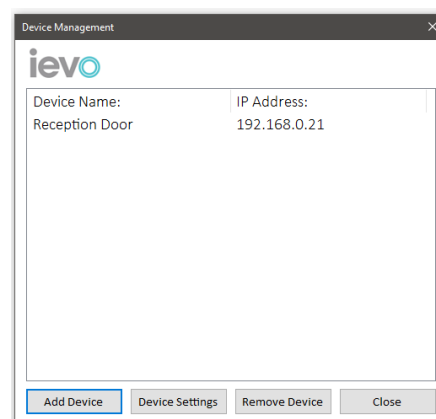 Device Management
ievo
Device Name: IP Address:
Reception Door 192.168.0.21
Add Device Device Settings Remove Device Close